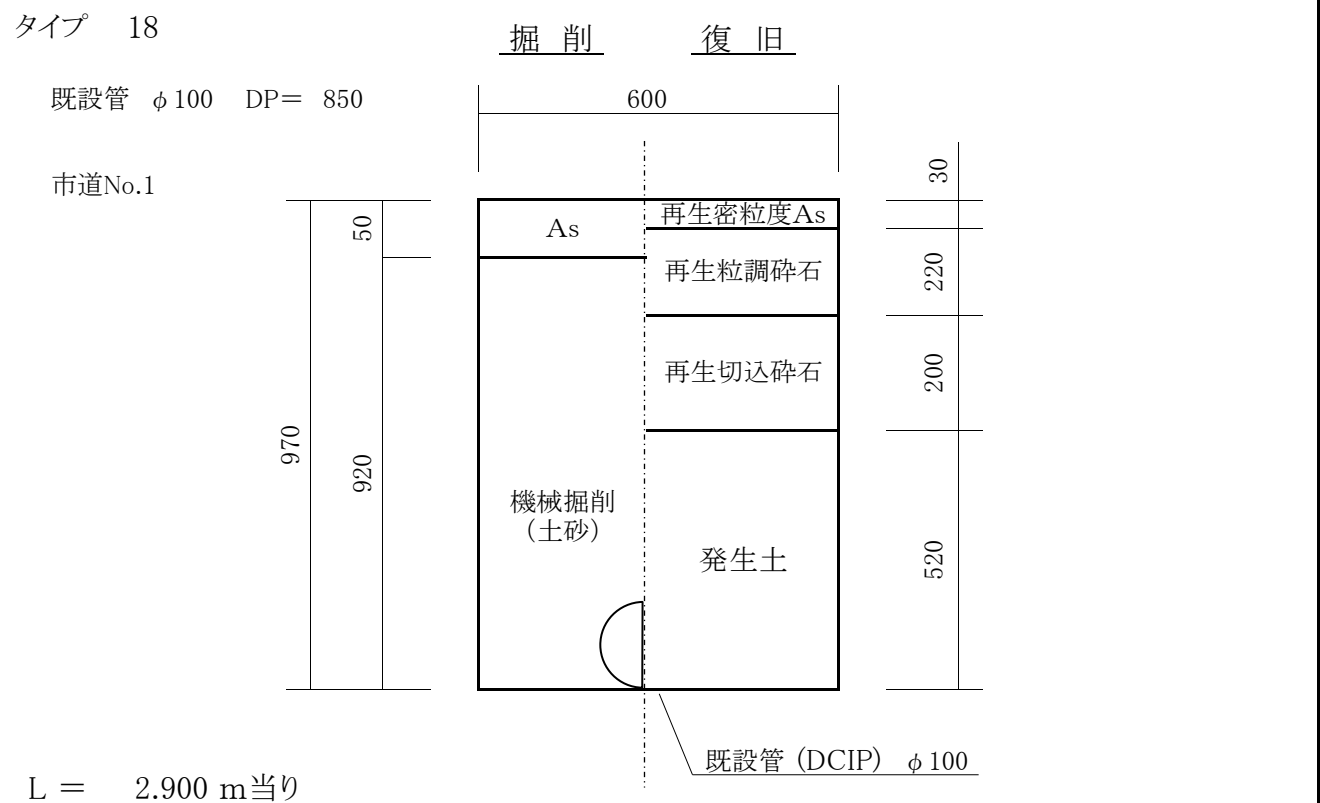 タイプ 18
掘 削 復 旧
既設管 φ100 DP＝ 850
600
市道No.1
30
50
As
再生密粒度As
再生粒調砕石
220
再生切込砕石
200
970
920
機械掘削
（土砂）
発生土
520
既設管（DCIP） φ100
L ＝ 2.900 m当り